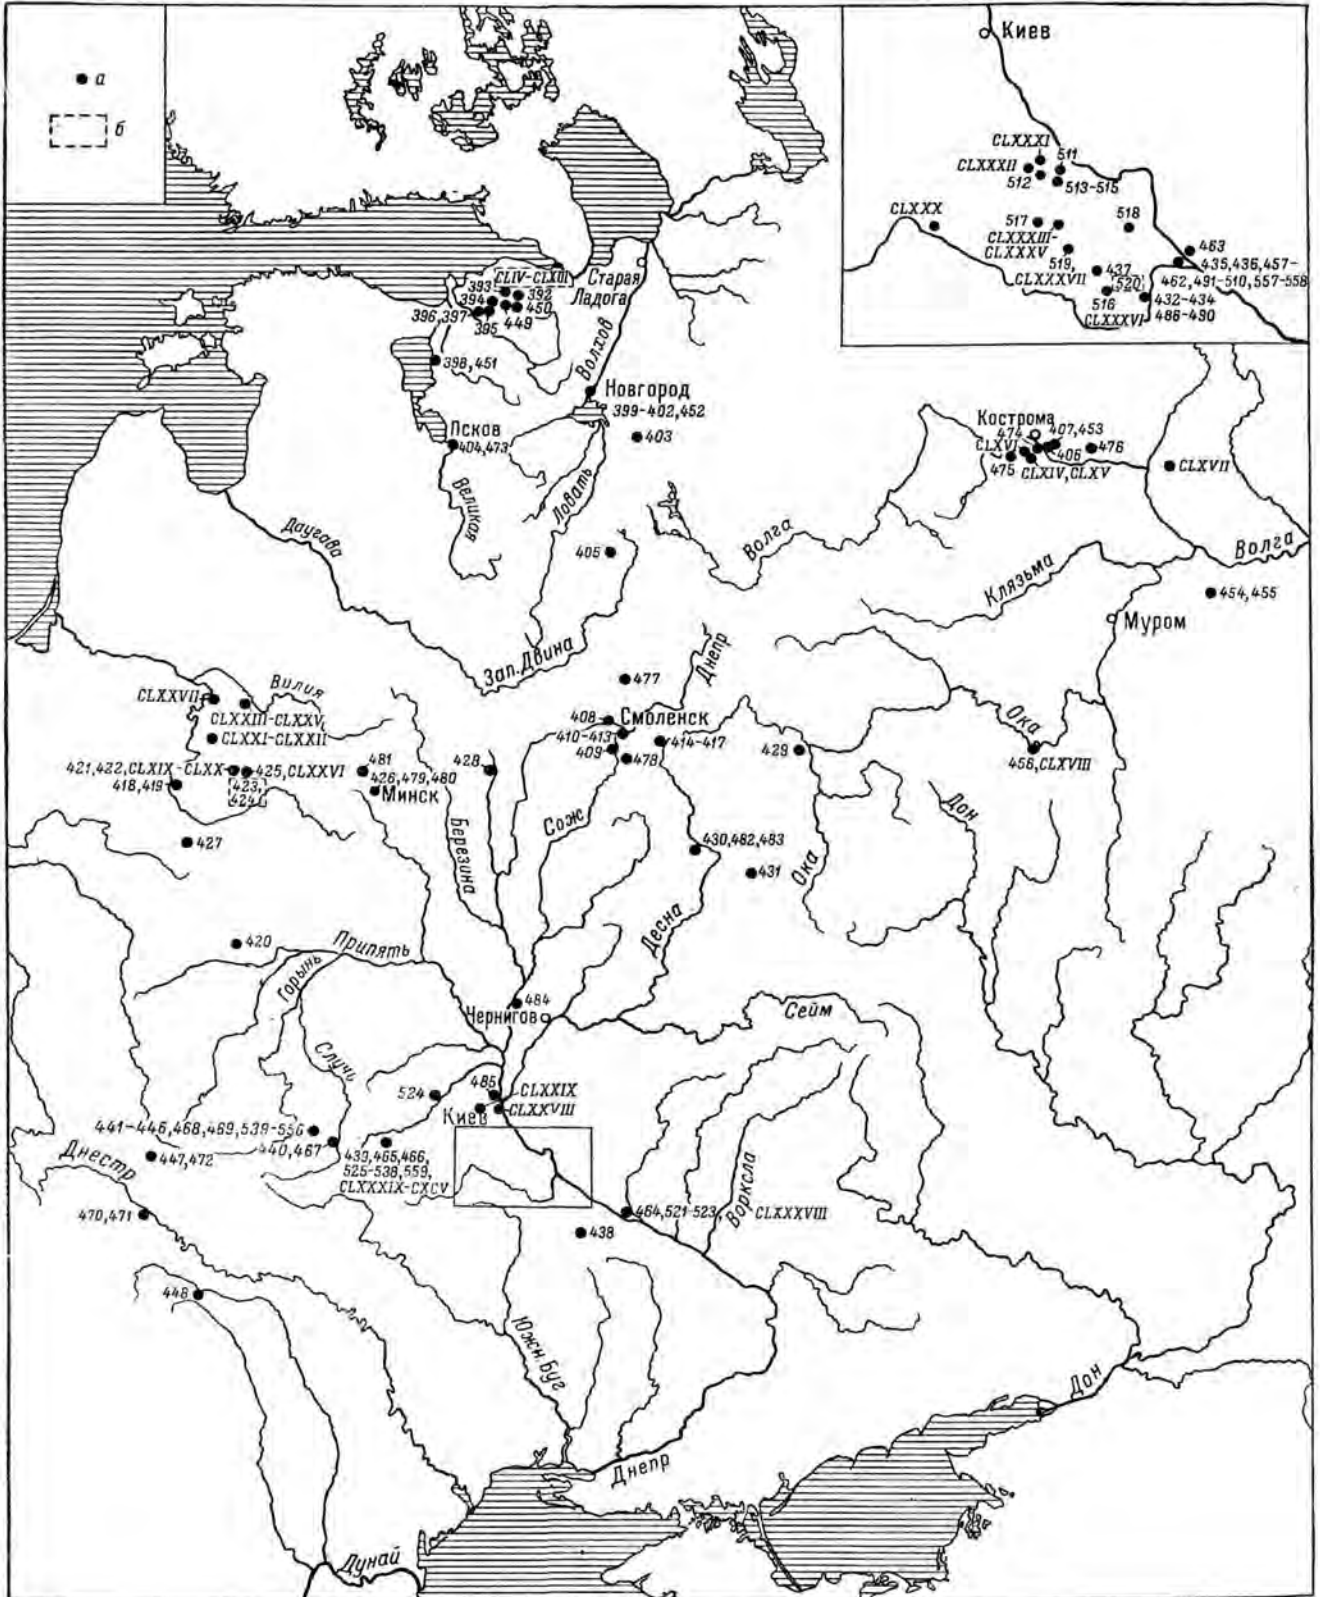 а
б
Киев
CLXXXI
CLXXXII
511
512
513-515
CLXXX
517
518
CLXXXIII-
CLXXXV
463
519,
CLXXXVII
437
520
435, 436, 457-
462, 491-510, 557-558
516
CLXXXVI
432-434
486-490
CLIV-CLXIII
393
392
394
450
396, 397
395
449
Старая
Ладога
398, 451
Волхов
Новгород
399-402, 452
403
Псков
404, 473
Великая
Ловать
Кострома
474
407, 453
CLXVI
406
476
475
CLXIV, CLXV
CLXVII
Даугава
405
Волга
Волга
Клязьма
454, 455
Муром
Зап. Двина
Днепр
477
CLXXVII
Вилия
CLXXIII-CLXXV
CLXXI-CLXXII
408
Смоленск
410-413
409
414-417
478
429
Ока
456, CLXVIII
421, 422, CLXIX-CLXX
425, CLXXVI
418, 419
423,
424
481
426, 479, 480
Минск
428
427
Березина
Сож
430, 482, 483
431
Ока
Дон
Десна
420
Припять
Горынь
484
Чернигов
Сейм
Случь
524
485
CLXXIX
Киев
CLXXVIII
441-446, 468, 469, 539-556
440, 467
447, 472
439, 465, 466,
525-538, 559,
CLXXXIX-CXCV
Днестр
470, 471
464, 521-523, CLXXXVIII
Ворксла
438
448
Южн. Буг
Дон
Днепр
Дунай